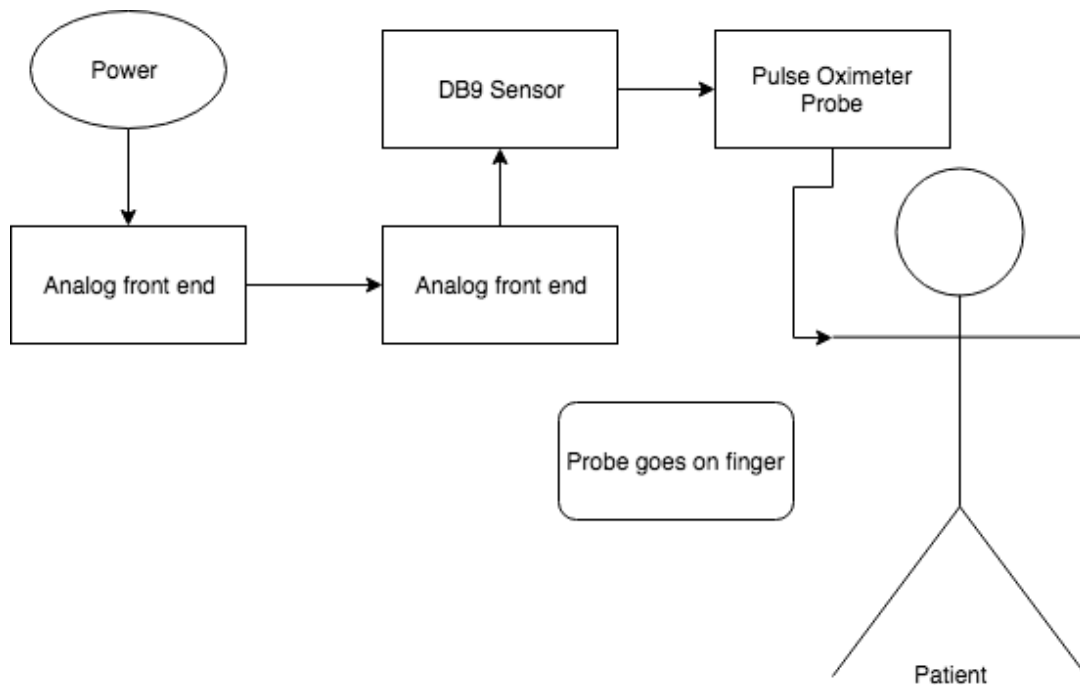 Power
DB9 Sensor
Pulse Oximeter
Probe
Analog front end
Analog front end
Probe goes on finger
Patient